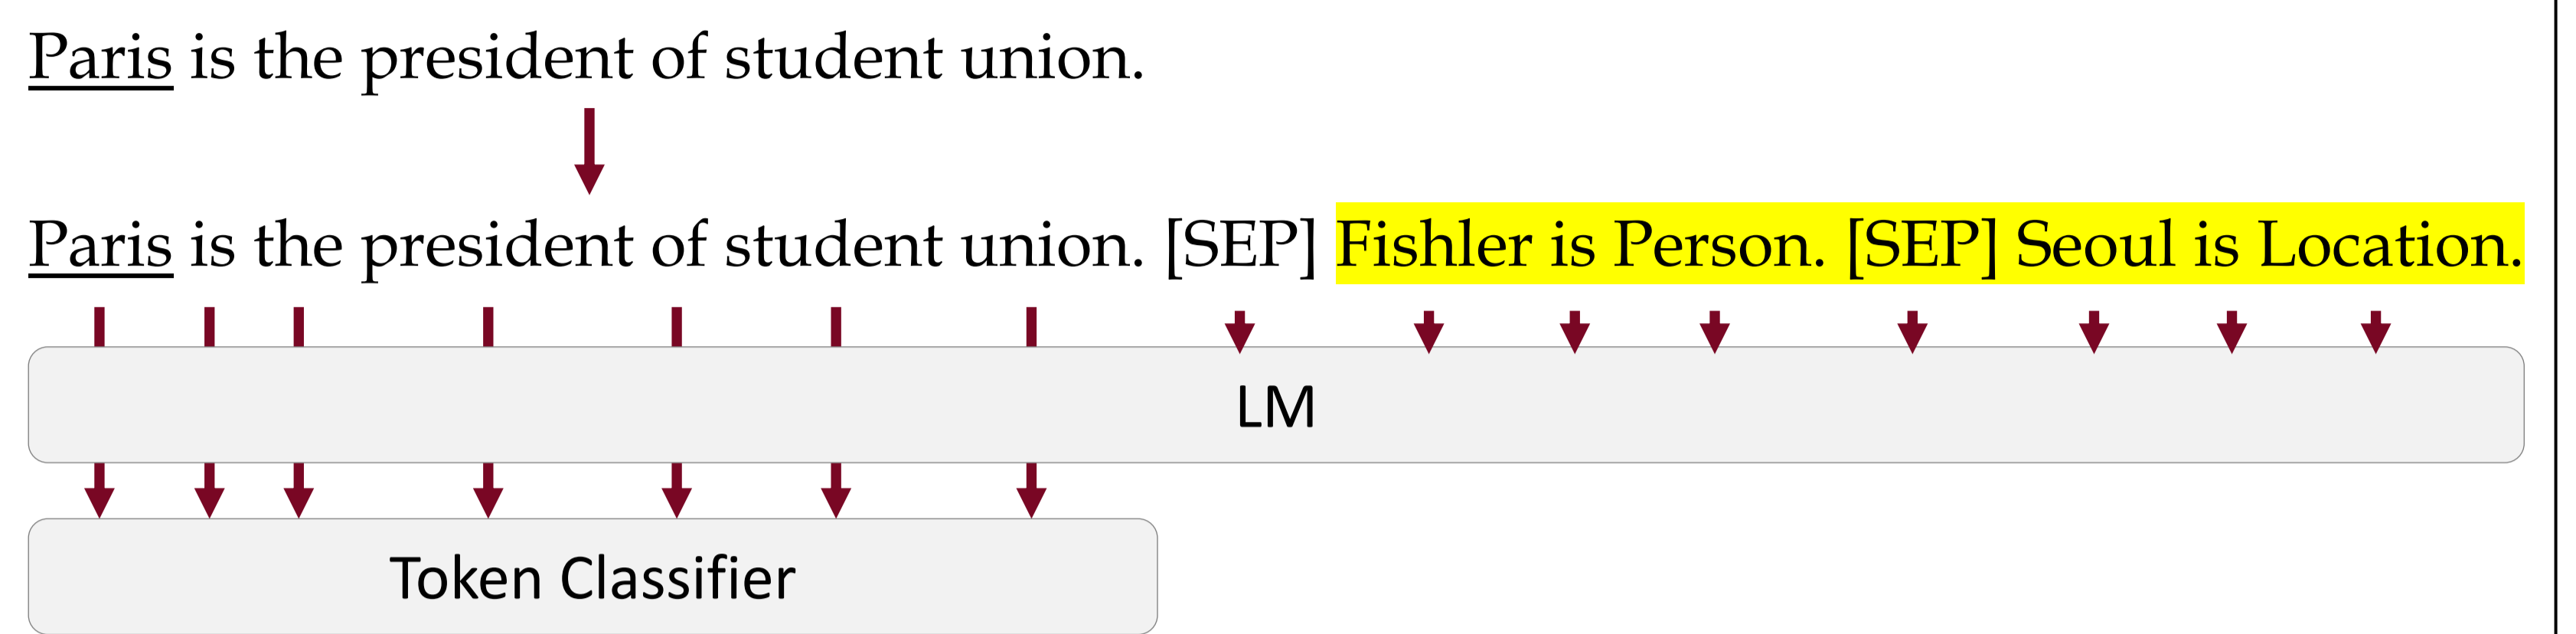 Paris is the president of student union.
Paris is the president of student union. [SEP] Fishler is Person. [SEP] Seoul is Location.
LM
Token Classifier